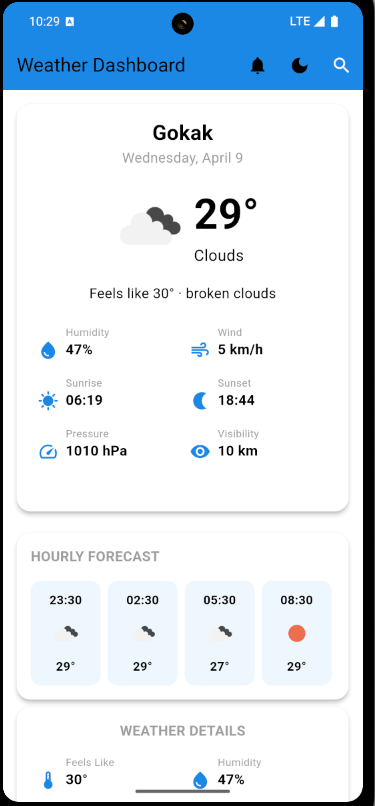 10:29 A LTE
Weather Dashboard
Gokak
Wednesday, April 9
29°
Clouds
Feels like 30° · broken clouds
Humidity Wind
47% 5 km/h
Sunrise Sunset
06:19 18:44
Pressure Visibility
1010 hPa 10 km
HOURLY FORECAST
23:30 02:30 05:30 08:30
29° 29° 27° 29°
WEATHER DETAILS
Feels Like Humidity
30° 47%